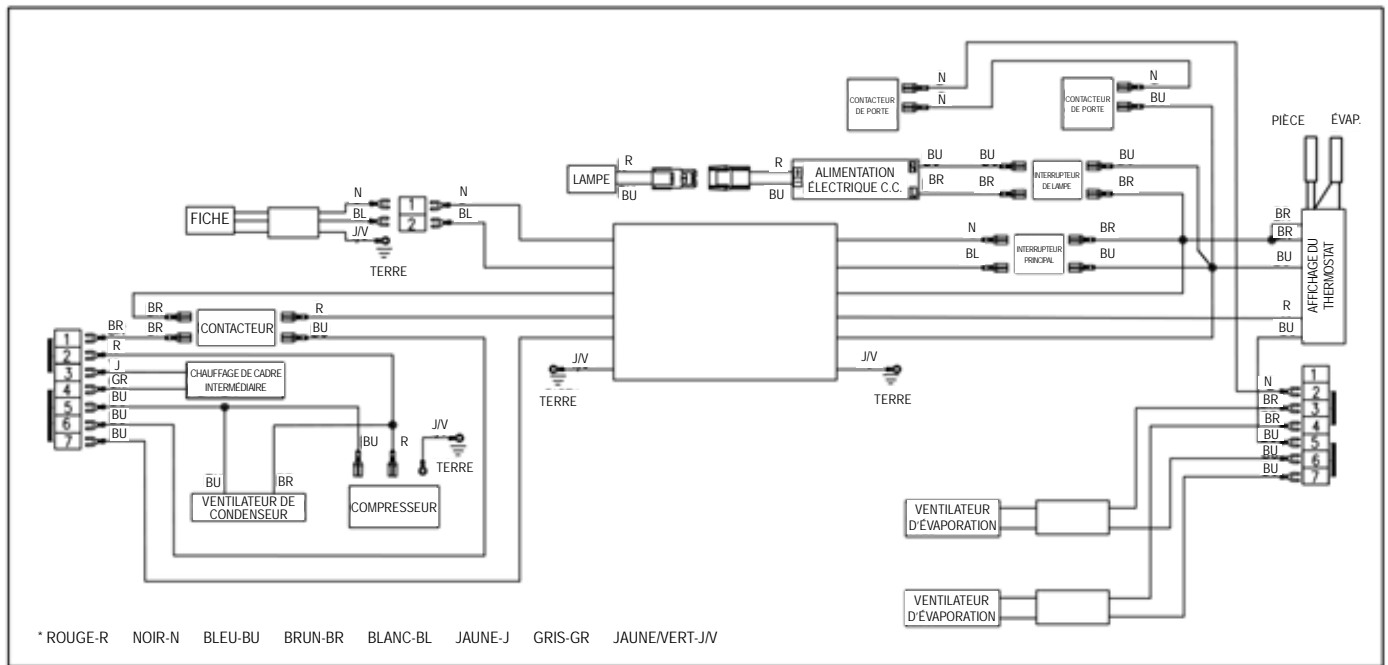 N
N
CONTACTEUR
DE PORTE
N
BU
CONTACTEUR
DE PORTE
PIÈCE
ÉVAP.
LAMPE
R
BU
R
BU
ALIMENTATION
ÉLECTRIQUE C.C.
BU
BR
BU
BR
INTERRUPTEUR
DE LAMPE
BU
BR
FICHE
N
BL
J/V
TERRE
1
2
N
BL
N
BL
INTERRUPTEUR
PRINCIPAL
BR
BU
BR
BR
BU
R
BU
AFFICHAGE DU
THERMOSTAT
BR
BR
CONTACTEUR
R
BU
1
2
3
4
5
6
7
BR
R
J
GR
BU
BU
BU
CHAUFFAGE DE CADRE
INTERMÉDIAIRE
J/V
TERRE
J/V
TERRE
BU
BR
VENTILATEUR DE
CONDENSEUR
BU
R
J/V
TERRE
COMPRESSEUR
N
BR
BR
BU
BU
BU
1
2
3
4
5
6
7
VENTILATEUR
D'ÉVAPORATION
VENTILATEUR
D'ÉVAPORATION
* ROUGE-R NOIR-N BLEU-BU BRUN-BR BLANC-BL JAUNE-J GRIS-GR JAUNE/VERT-J/V